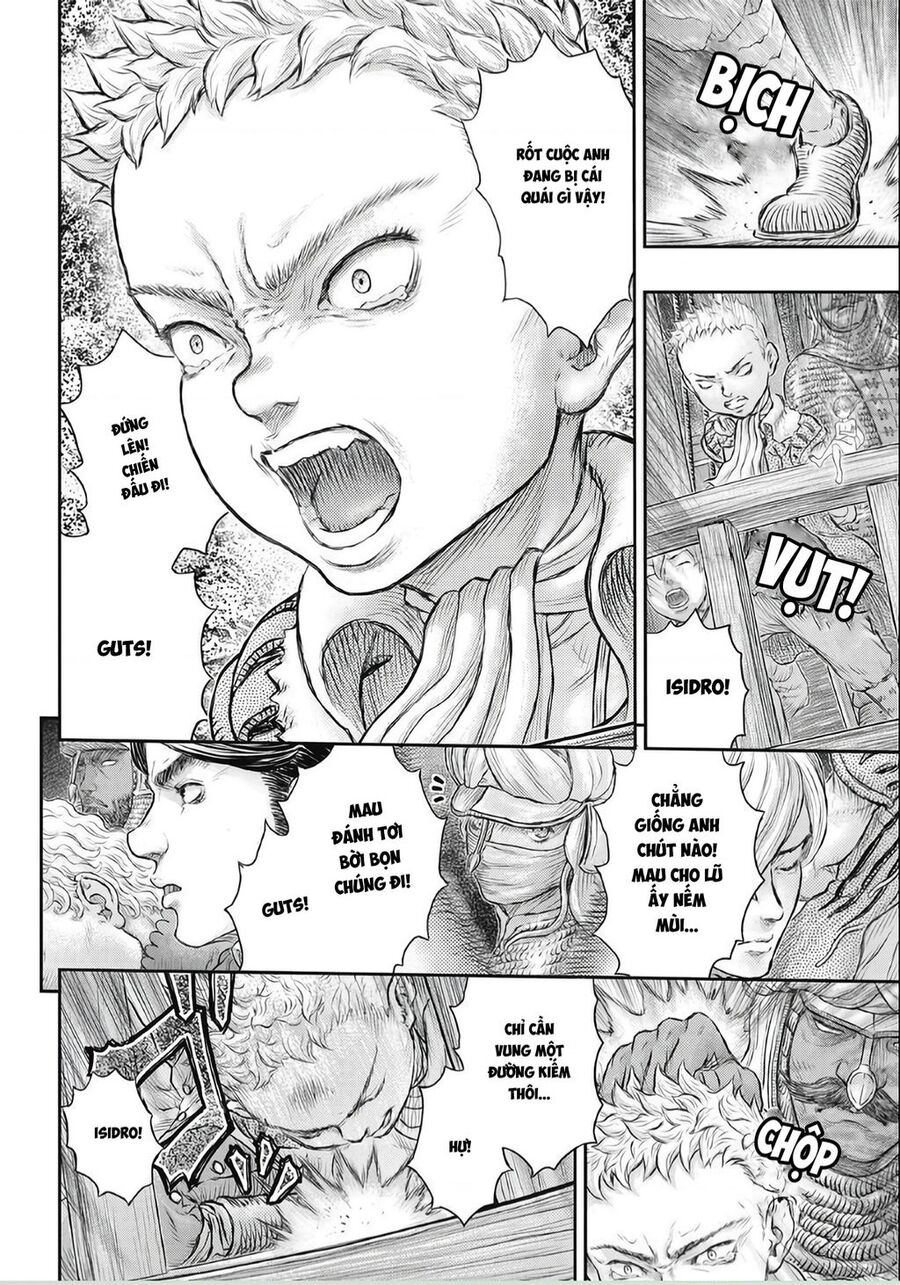 BỊCH
VỤT!
ISIDRO!
RỐT CUỘC ANH
ĐANG BỊ CÁI
QUÁI GÌ VẬY!
ĐỨNG
LÊN!
CHIẾN
ĐẤU ĐI!
GUTS!
CHẲNG
GIỐNG ANH
CHÚT NÀO!
MAU CHO LŨ
ẤY NẾM
MÙI...
MAU
ĐÁNH TƠI
BỜI BỌN
CHÚNG ĐI!
GUTS!
CHỘP
CHỈ CẦN
VUNG MỘT
ĐƯỜNG KIẾM
THÔI...
HỰ!
ISIDRO!